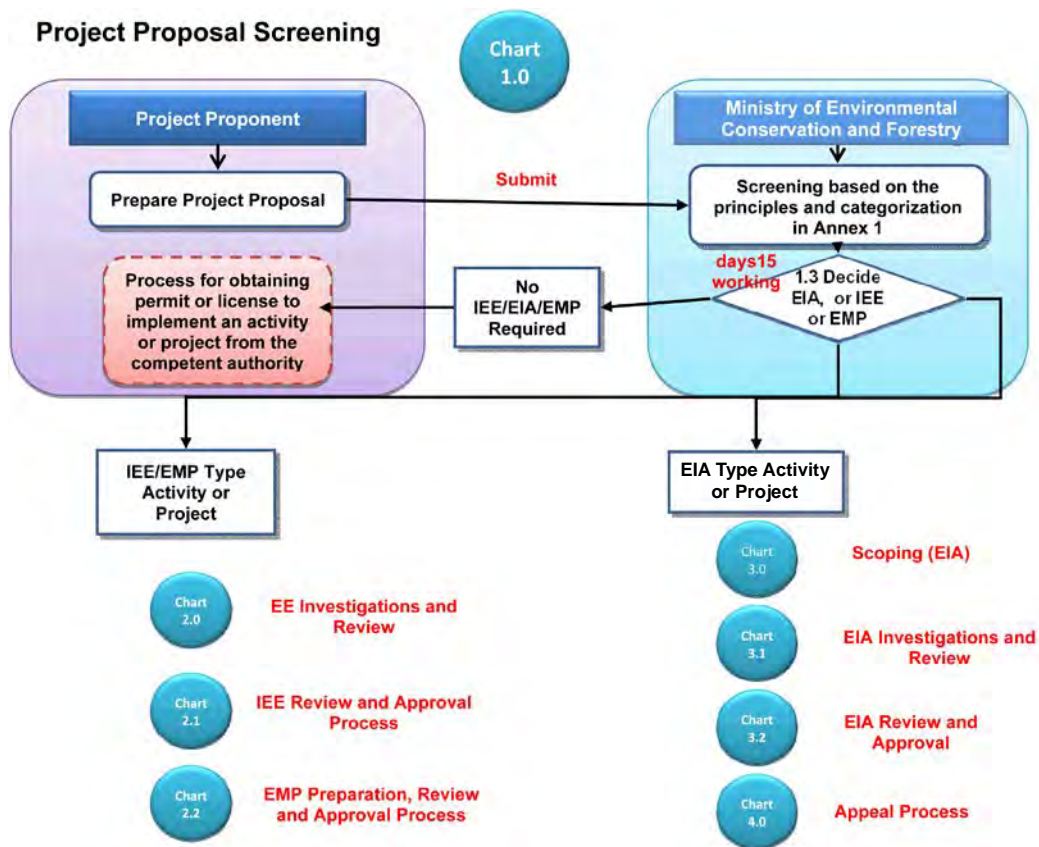 Project Proposal Screening
Chart
1.0
Project Proponent
Ministry of Environmental
Conservation and Forestry
Prepare Project Proposal
Submit
Screening based on the
principles and categorization
in Annex 1
Process for obtaining
permit or license to
implement an activity
or project from the
competent authority
No
IEE/EIA/EMP
Required
days15
working
1.3 Decide
EIA, or IEE
or EMP
IEE/EMP Type
Activity or
Project
EIA Type Activity
or Project
Chart
2.0
EE Investigations and
Review
Chart
2.1
IEE Review and Approval
Process
Chart
2.2
EMP Preparation, Review
and Approval Process
Chart
3.0
Scoping (EIA)
Chart
3.1
EIA Investigations and
Review
Chart
3.2
EIA Review and
Approval
Chart
4.0
Appeal Process